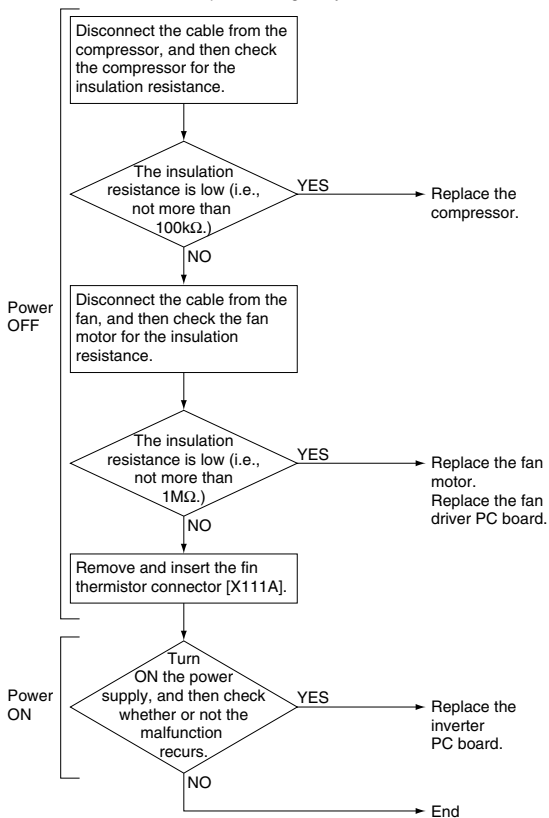 Disconnect the cable from the
compressor, and then check
the compressor for the
insulation resistance.
The insulation
resistance is low (i.e.,
not more than
100kΩ.)
YES
Replace the
compressor.
NO
Power
OFF
Disconnect the cable from the
fan, and then check the fan
motor for the insulation
resistance.
The insulation
resistance is low (i.e.,
not more than
1MΩ.)
YES
Replace the fan
motor.
Replace the fan
driver PC board.
NO
Remove and insert the fin
thermistor connector [X111A].
Power
ON
Turn
ON the power
supply, and then check
whether or not the
malfunction
recurs.
YES
Replace the
inverter
PC board.
NO
End